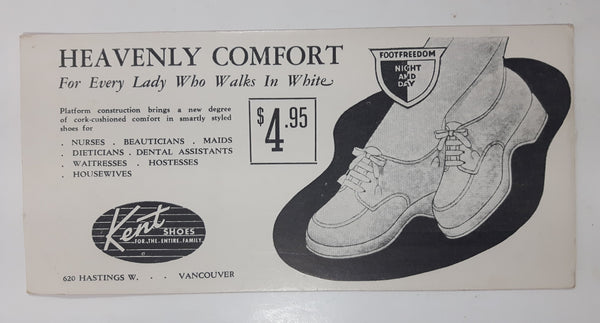 HEAVENLY COMFORT
For Every Lady Who Walks In White
Platform construction brings a new degree
of cork-cushioned comfort in smartly styled
shoes for
. NURSES . BEAUTICIANS . MAIDS
. DIETICIANS . DENTAL ASSISTANTS
. WAITRESSES . HOSTESSES
. HOUSEWIVES
$4.95
FOOTFREEDOM
NIGHT
AND
DAY
Kent
SHOES
..FOR..THE..ENTIRE..FAMILY..
620 HASTINGS W. . . VANCOUVER